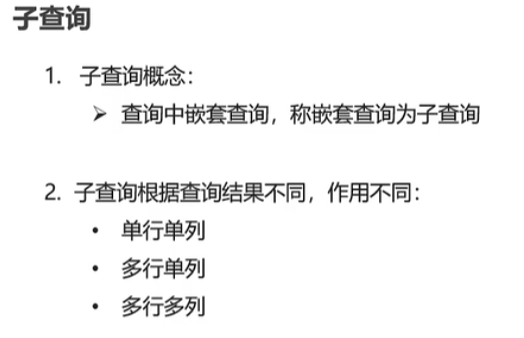 子查询
1. 子查询概念：
➢ 查询中嵌套查询，称嵌套查询为子查询
2. 子查询根据查询结果不同，作用不同：
• 单行单列
• 多行单列
• 多行多列